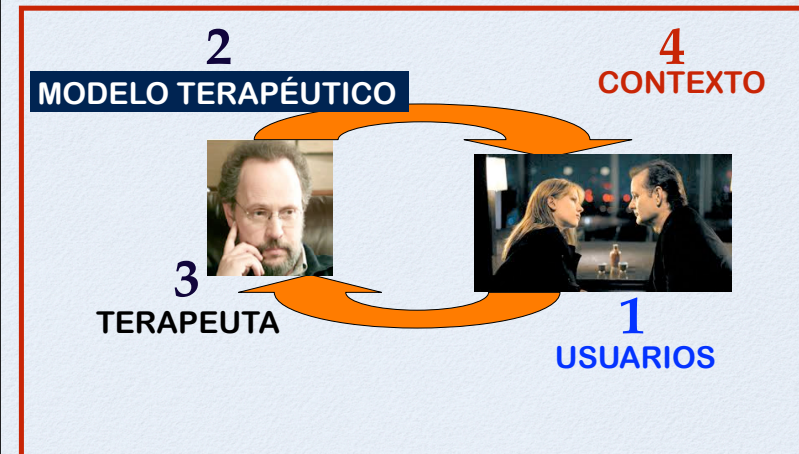 2
MODELO TERAPÉUTICO
4
CONTEXTO
3
TERAPEUTA
1
USUARIOS